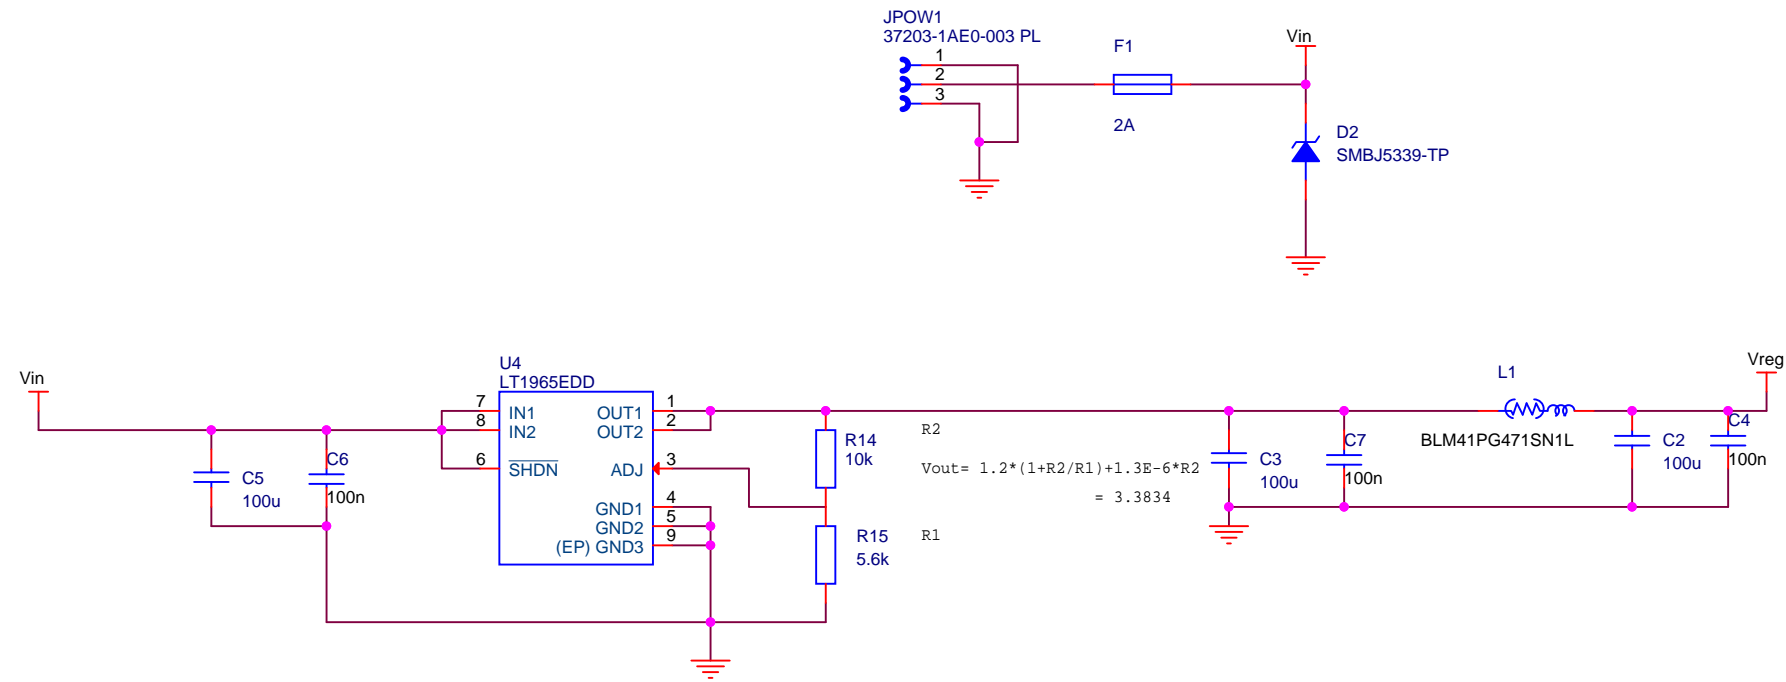 JPOW1
37203-1AE0-003 PL
1
2
3
F1
2A
Vin
D2
SMBJ5339-TP
Vin
C5
100u
C6
100n
U4
LT1965EDD
7
8
6
IN1
IN2
SHDN
OUT1
OUT2
ADJ
GND1
GND2
(EP) GND3
1
2
3
4
5
9
R14
10k
R15
5.6k
R2
Vout= 1.2*(1+R2/R1)+1.3E-6*R2
= 3.3834
R1
C3
100u
C7
100n
L1
BLM41PG471SN1L
C2
100u
C4
100n
Vreg